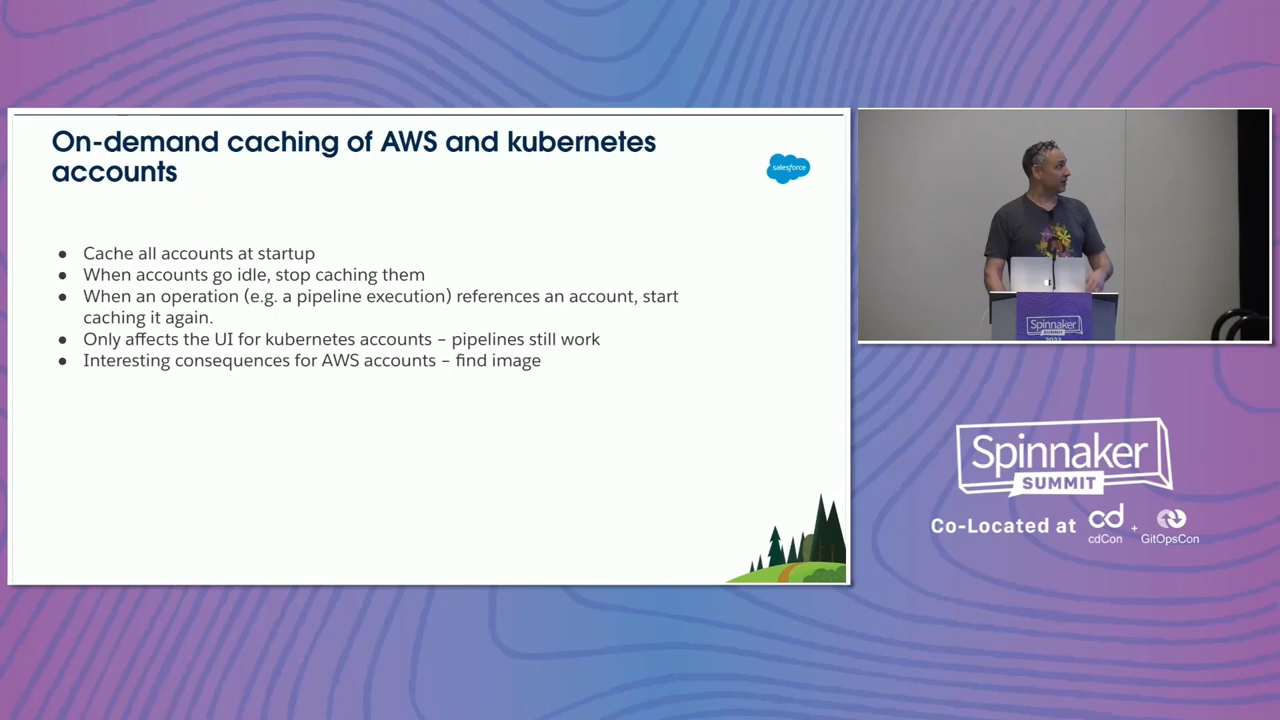 On-demand caching of AWS and kubernetes
accounts
salesforce
● Cache all accounts at startup
● When accounts go idle, stop caching them
● When an operation (e.g. a pipeline execution) references an account, start
caching it again.
● Only affects the UI for kubernetes accounts – pipelines still work
● Interesting consequences for AWS accounts – find image
Spinnaker
SUMMIT
2023
Spinnaker
SUMMIT
Co-Located at cd + 
cdCon GitOpsCon